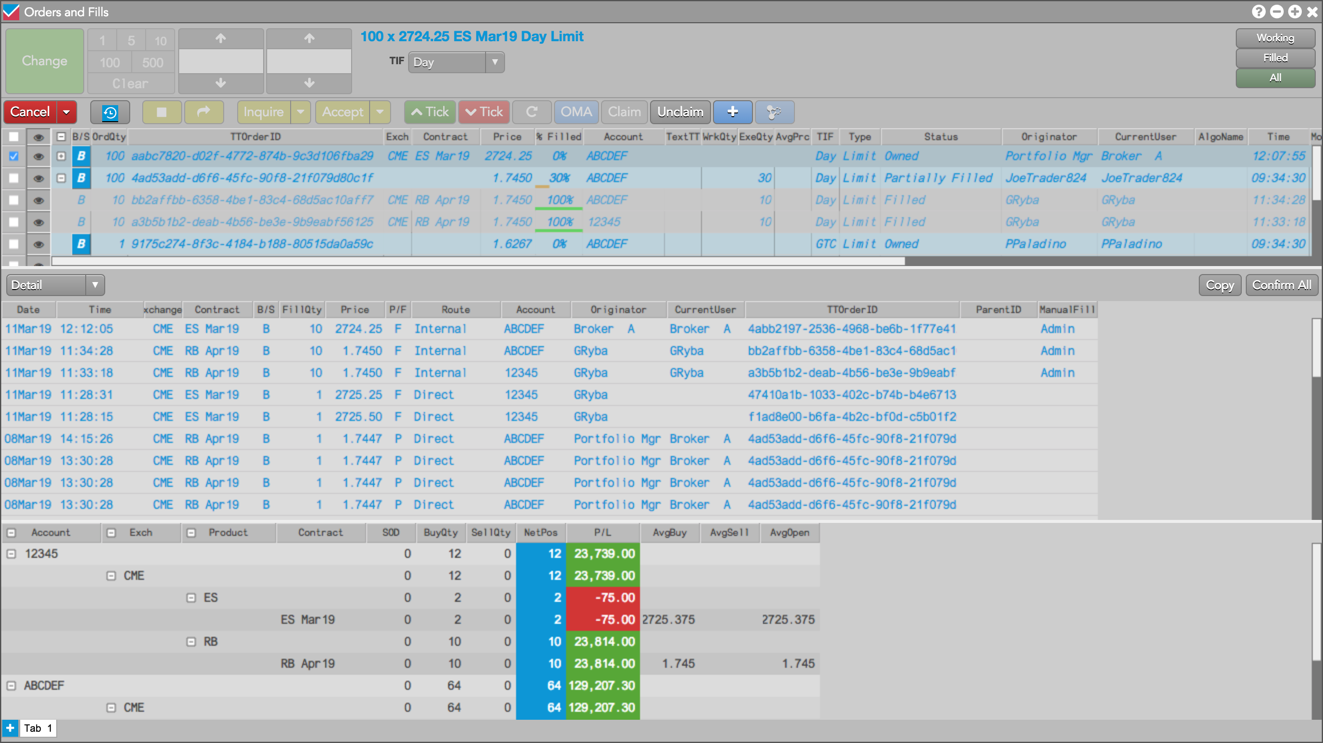 Orders and Fills
Change 1 5 10
100 500
Clear
100 x 2724.25 ES Mar19 Day Limit
TIF Day
Working
Filled
All
Cancel Inquire Accept Tick Tick OMA Claim Unclaim
B/S OrdQty TTOrderID Exch Contract Price % Filled Account TextTT WrkQty ExeQty AvgPrc TIF Type Status Originator CurrentUser AlgoName Time Mo
B 100 aabc7820-d02f-4772-874b-9c3d106fba29 CME ES Mar19 2724.25 0% ABCDEF Day Limit Owned Portfolio Mgr Broker A 12:07:55
B 100 4ad53add-d6f6-45fc-90f8-21f079d80c1f 1.7450 30% ABCDEF 30 Day Limit Partially Filled JoeTrader824 JoeTrader824 09:34:30
B 10 bb2affbb-6358-4be1-83c4-68d5ac10aff7 CME RB Apr19 1.7450 100% ABCDEF 10 Day Limit Filled GRyba GRyba 11:34:28
B 10 a3b5b1b2-deab-4b56-be3e-9b9eabf56125 CME RB Apr19 1.7450 100% 12345 10 Day Limit Filled GRyba GRyba 11:33:18
B 1 9175c274-8f3c-4184-b188-80515da0a59c 1.6267 0% ABCDEF GTC Limit Owned PPaladino PPaladino 09:34:30
Detail Copy Confirm All
Date Time xchange Contract B/S FillQty Price P/F Route Account Originator CurrentUser TTOrderID ParentID ManualFill
11Mar19 12:12:05 CME ES Mar19 B 10 2724.25 F Internal ABCDEF Broker A Broker A 4abb2197-2536-4968-be6b-1f77e41 Admin
11Mar19 11:34:28 CME RB Apr19 B 10 1.7450 F Internal ABCDEF GRyba GRyba bb2affbb-6358-4be1-83c4-68d5ac1 Admin
11Mar19 11:33:18 CME RB Apr19 B 10 1.7450 F Internal 12345 GRyba GRyba a3b5b1b2-deab-4b56-be3e-9b9eabf Admin
11Mar19 11:28:31 CME ES Mar19 B 1 2725.25 F Direct 12345 GRyba 47410a1b-1033-402c-b74b-b4e6713
11Mar19 11:28:15 CME ES Mar19 B 1 2725.50 F Direct 12345 GRyba f1ad8e00-b6fa-4b2c-bf0d-c5b01f2
08Mar19 14:15:26 CME RB Apr19 B 1 1.7447 P Direct ABCDEF Portfolio Mgr Broker A 4ad53add-d6f6-45fc-90f8-21f079d
08Mar19 13:30:28 CME RB Apr19 B 1 1.7447 P Direct ABCDEF Portfolio Mgr Broker A 4ad53add-d6f6-45fc-90f8-21f079d
08Mar19 13:30:28 CME RB Apr19 B 1 1.7447 P Direct ABCDEF Portfolio Mgr Broker A 4ad53add-d6f6-45fc-90f8-21f079d
08Mar19 13:30:28 CME RB Apr19 B 1 1.7447 P Direct ABCDEF Portfolio Mgr Broker A 4ad53add-d6f6-45fc-90f8-21f079d
Account Exch Product Contract SOD BuyQty SellQty NetPos P/L AvgBuy AvgSell AvgOpen
12345 0 12 0 12 23,739.00
CME 0 12 0 12 23,739.00
ES 0 2 0 2 -75.00
ES Mar19 0 2 0 2 -75.00 2725.375 2725.375
RB 0 10 0 10 23,814.00
RB Apr19 0 10 0 10 23,814.00 1.745 1.745
ABCDEF 0 64 0 64 129,207.30
CME 0 64 0 64 129,207.30
Tab 1